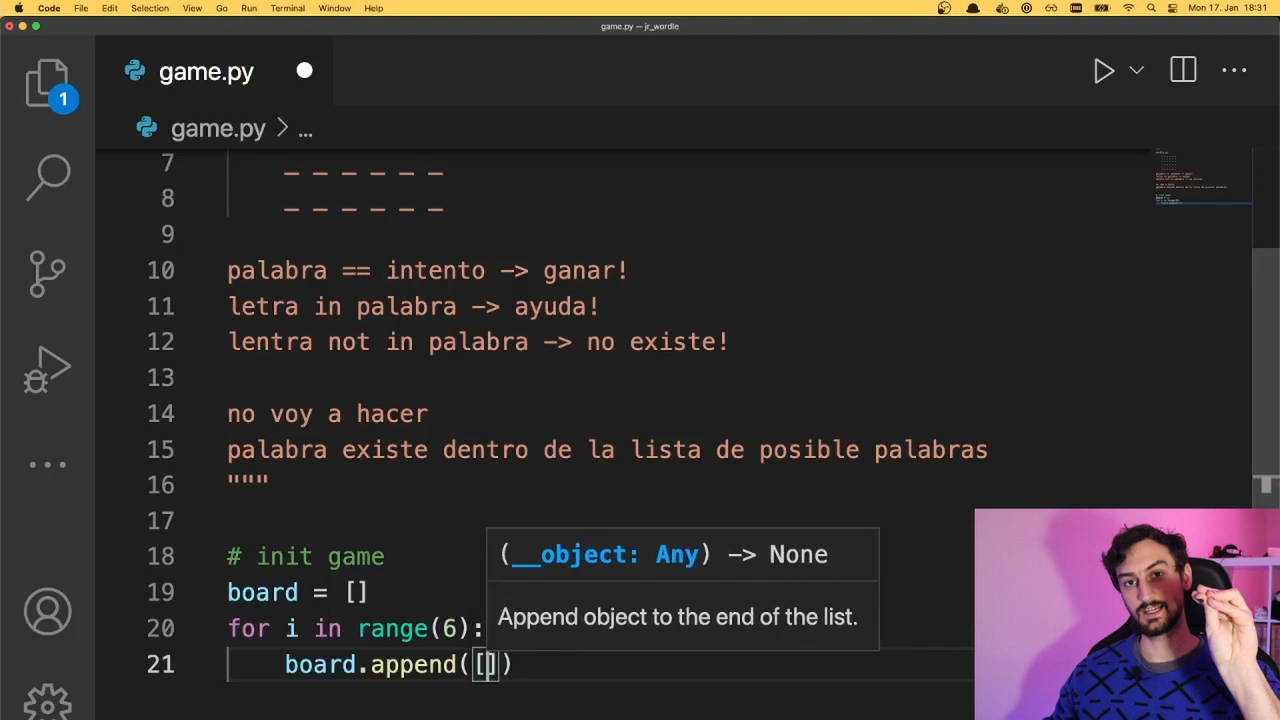 Code File Edit Selection View Go Run Terminal Window Help Mon 17. Jan 18:31
game.py — jr_wordle
game.py
1
game.py > ...
7 _ _ _ _ _ _
8 _ _ _ _ _ _
9
10 palabra == intento -> ganar!
11 letra in palabra -> ayuda!
12 lentra not in palabra -> no existe!
13
14 no voy a hacer
15 palabra existe dentro de la lista de posible palabras
16 """
17
18 # init game
19 board = []
20 for i in range(6):
21 board.append([])
(__object: Any) -> None
Append object to the end of the list.